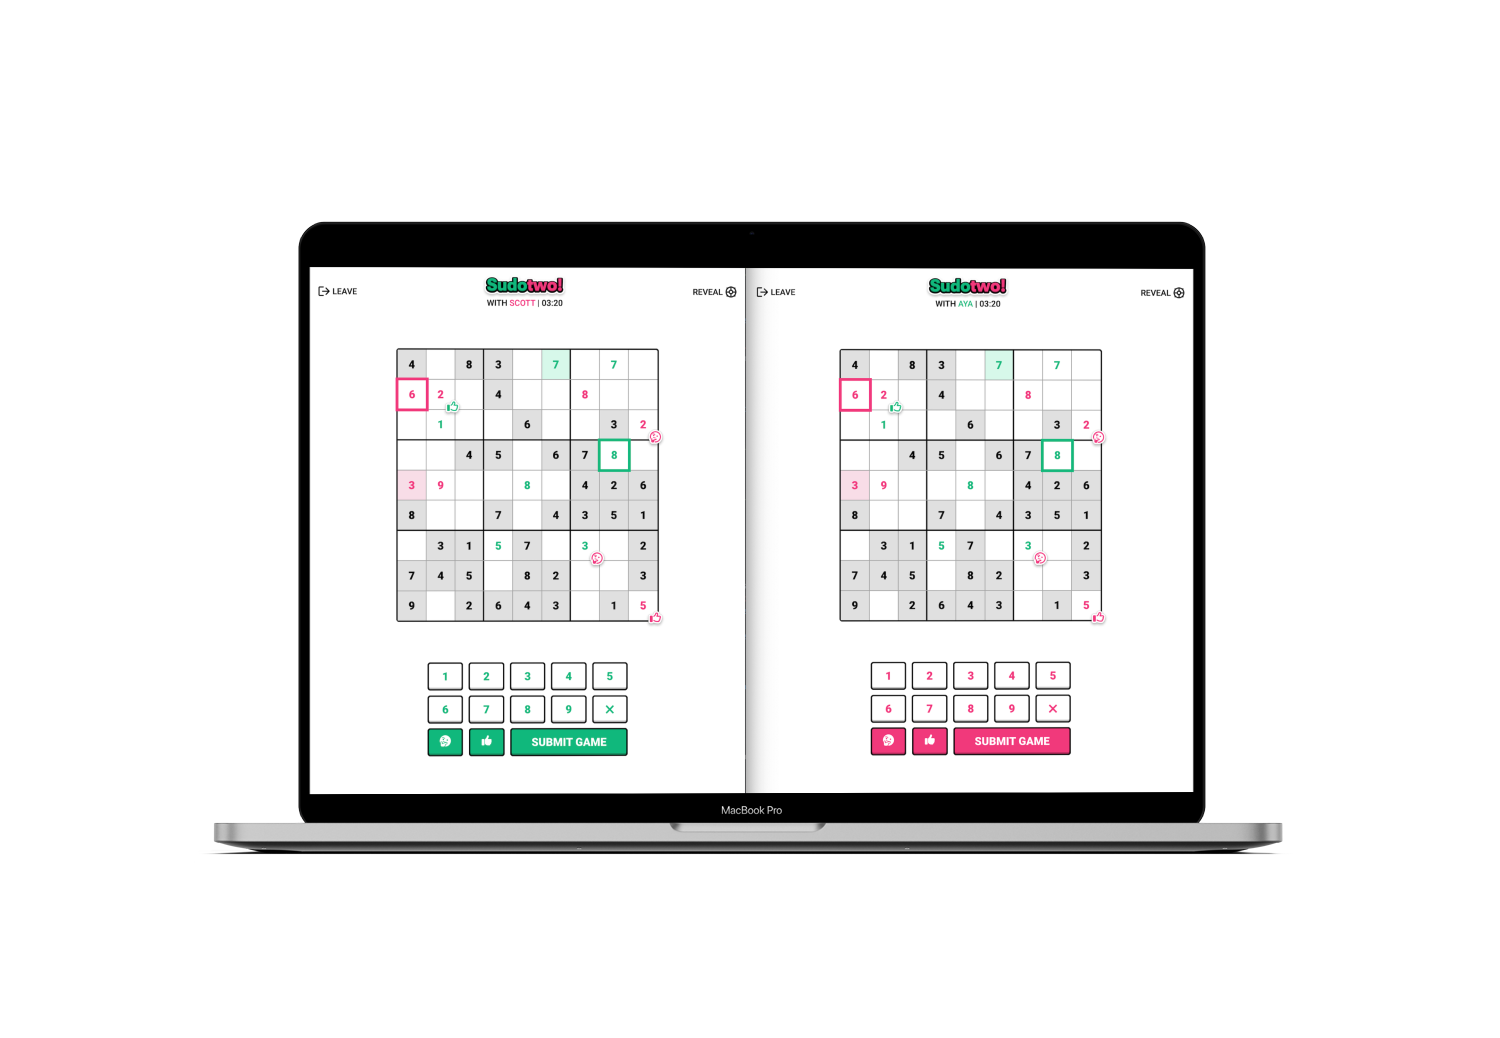 LEAVE
Sudotwo!
WITH SCOTT | 03:20
REVEAL
4 8 3 7 7
6 2 4 8
1 6 3 2
4 5 6 7 8
3 9 8 4 2 6
8 7 4 3 5 1
3 1 5 7 3 2
7 4 5 8 2 3
9 2 6 4 3 1 5
1 2 3 4 5
6 7 8 9 ×
SUBMIT GAME
LEAVE
Sudotwo!
WITH AYA | 03:20
REVEAL
4 8 3 7 7
6 2 4 8
1 6 3 2
4 5 6 7 8
3 9 8 4 2 6
8 7 4 3 5 1
3 1 5 7 3 2
7 4 5 8 2 3
9 2 6 4 3 1 5
1 2 3 4 5
6 7 8 9 ×
SUBMIT GAME
MacBook Pro